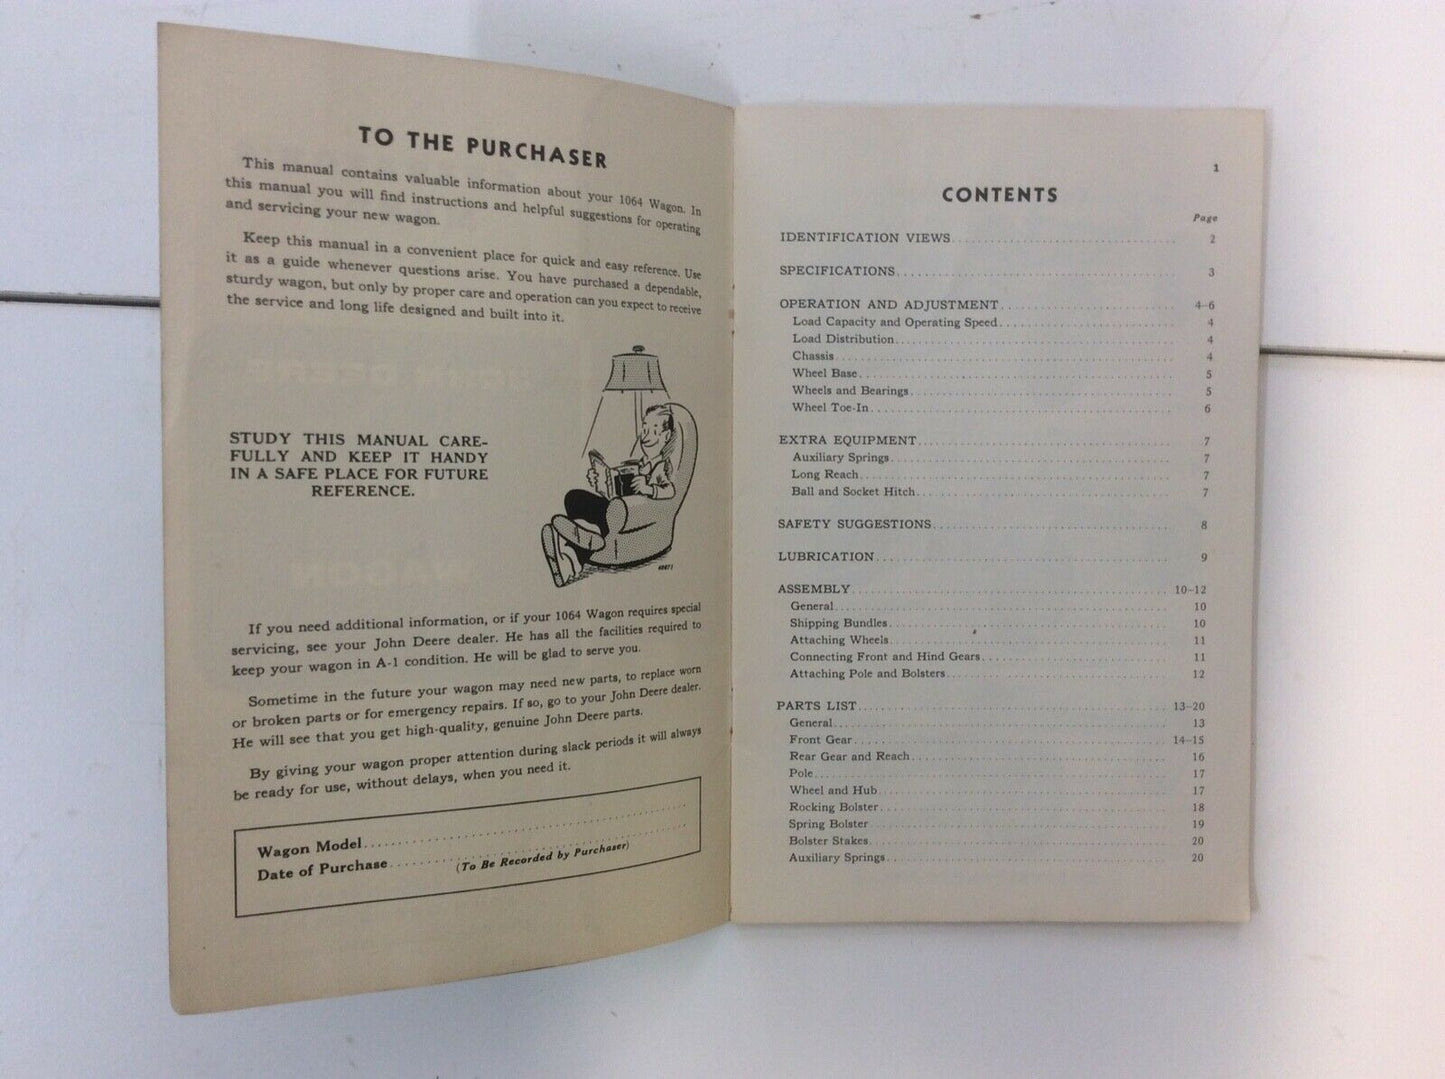 TO THE PURCHASER
This manual contains valuable information about your 1064 Wagon. In
this manual you will find instructions and helpful suggestions for operating
and servicing your new wagon.
Keep this manual in a convenient place for quick and easy reference. Use
it as a guide whenever questions arise. You have purchased a dependable,
sturdy wagon, but only by proper care and operation can you expect to receive
the service and long life designed and built into it.
STUDY THIS MANUAL CARE-
FULLY AND KEEP IT HANDY
IN A SAFE PLACE FOR FUTURE
REFERENCE.
If you need additional information, or if your 1064 Wagon requires special
servicing, see your John Deere dealer. He has all the facilities required to
keep your wagon in A-1 condition. He will be glad to serve you.
Sometime in the future your wagon may need new parts, to replace worn
or broken parts or for emergency repairs. If so, go to your John Deere dealer.
He will see that you get high-quality, genuine John Deere parts.
By giving your wagon proper attention during slack periods it will always
be ready for use, without delays, when you need it.
Wagon Model
Date of Purchase
(To Be Recorded by Purchaser)
1
CONTENTS
Page
IDENTIFICATION VIEWS 2
SPECIFICATIONS 3
OPERATION AND ADJUSTMENT 4-6
Load Capacity and Operating Speed 4
Load Distribution 4
Chassis 4
Wheel Base 5
Wheels and Bearings 5
Wheel Toe-In 6
EXTRA EQUIPMENT 7
Auxiliary Springs 7
Long Reach 7
Ball and Socket Hitch 7
SAFETY SUGGESTIONS 8
LUBRICATION 9
ASSEMBLY 10-12
General 10
Shipping Bundles 10
Attaching Wheels 11
Connecting Front and Hind Gears 11
Attaching Pole and Bolsters 12
PARTS LIST 13-20
General 13
Front Gear 14-15
Rear Gear and Reach 16
Pole 17
Wheel and Hub 17
Rocking Bolster 18
Spring Bolster 19
Bolster Stakes 20
Auxiliary Springs 20